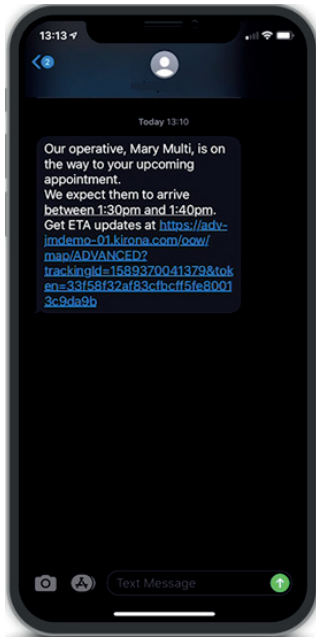 13:13
2
Today 13:10
Our operative, Mary Multi, is on
the way to your upcoming
appointment.
We expect them to arrive
between 1:30pm and 1:40pm.
Get ETA updates at https://adv-
jmdemo-01.kirona.com/oow/
map/ADVANCED?
trackingId=1589370041379&tok
en=33f58f32af83cfbcff5fe8001
3c9da9b
Text Message